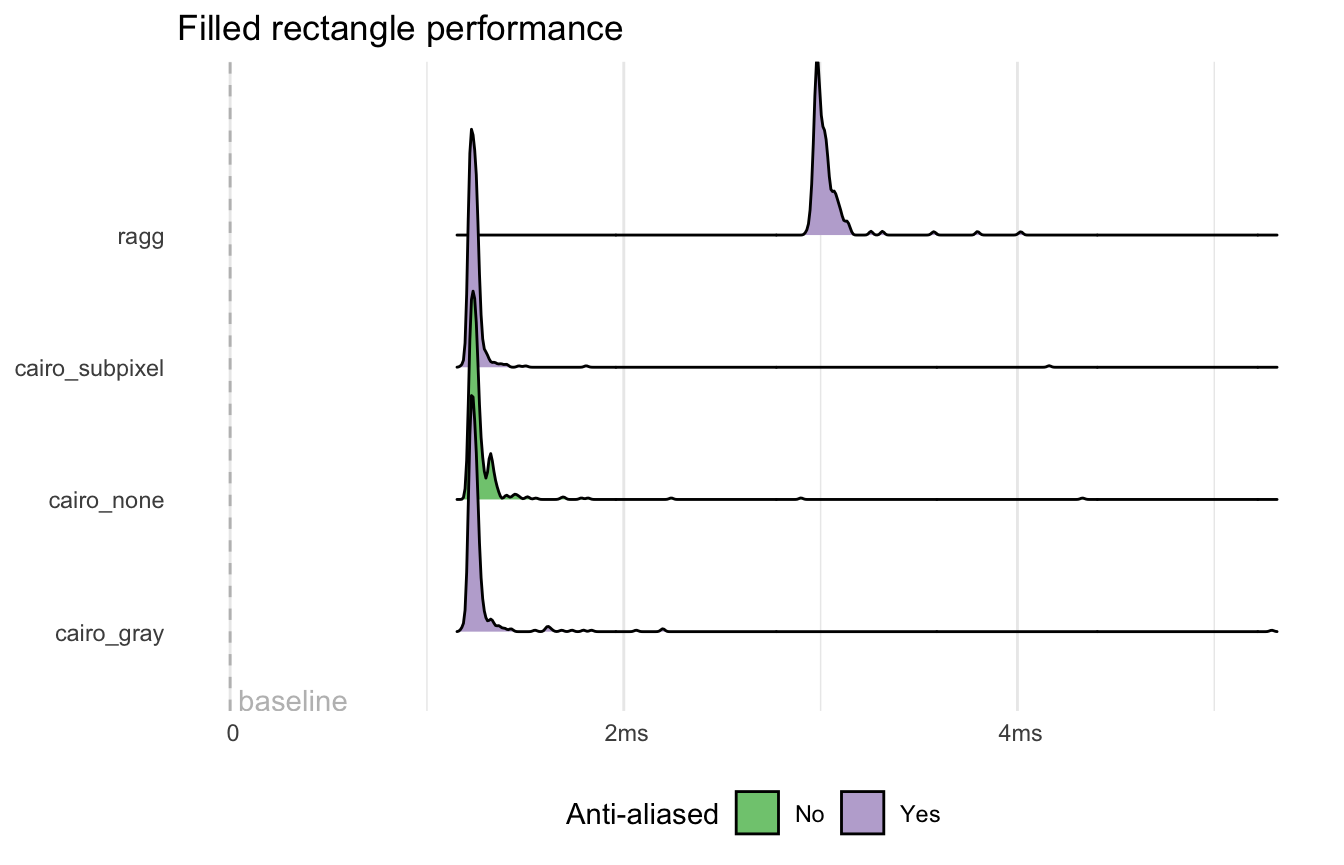 Filled rectangle performance
ragg
cairo_subpixel
cairo_none
cairo_gray
baseline
0 2ms 4ms
Anti-aliased No Yes